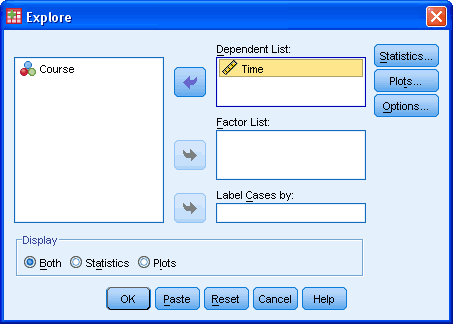 Explore
Dependent List:
Course
Time
Statistics...
Plots...
Options...
Factor List:
Label Cases by:
Display
Both Statistics Plots
OK Paste Reset Cancel Help